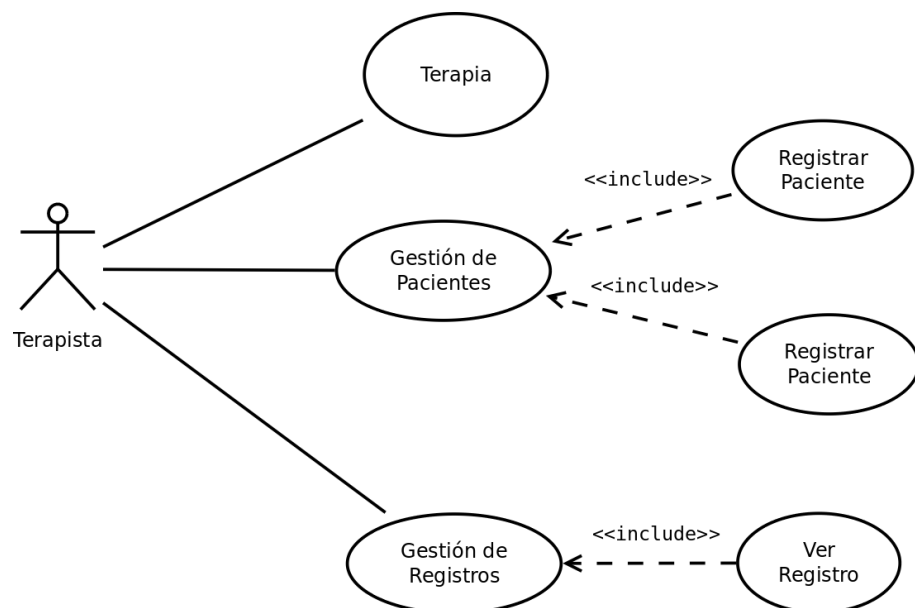 Terapia
Registrar
Paciente
<<include>>
Gestión de
Pacientes
<<include>>
Terapista
Registrar
Paciente
<<include>>
Gestión de
Registros
Ver
Registro